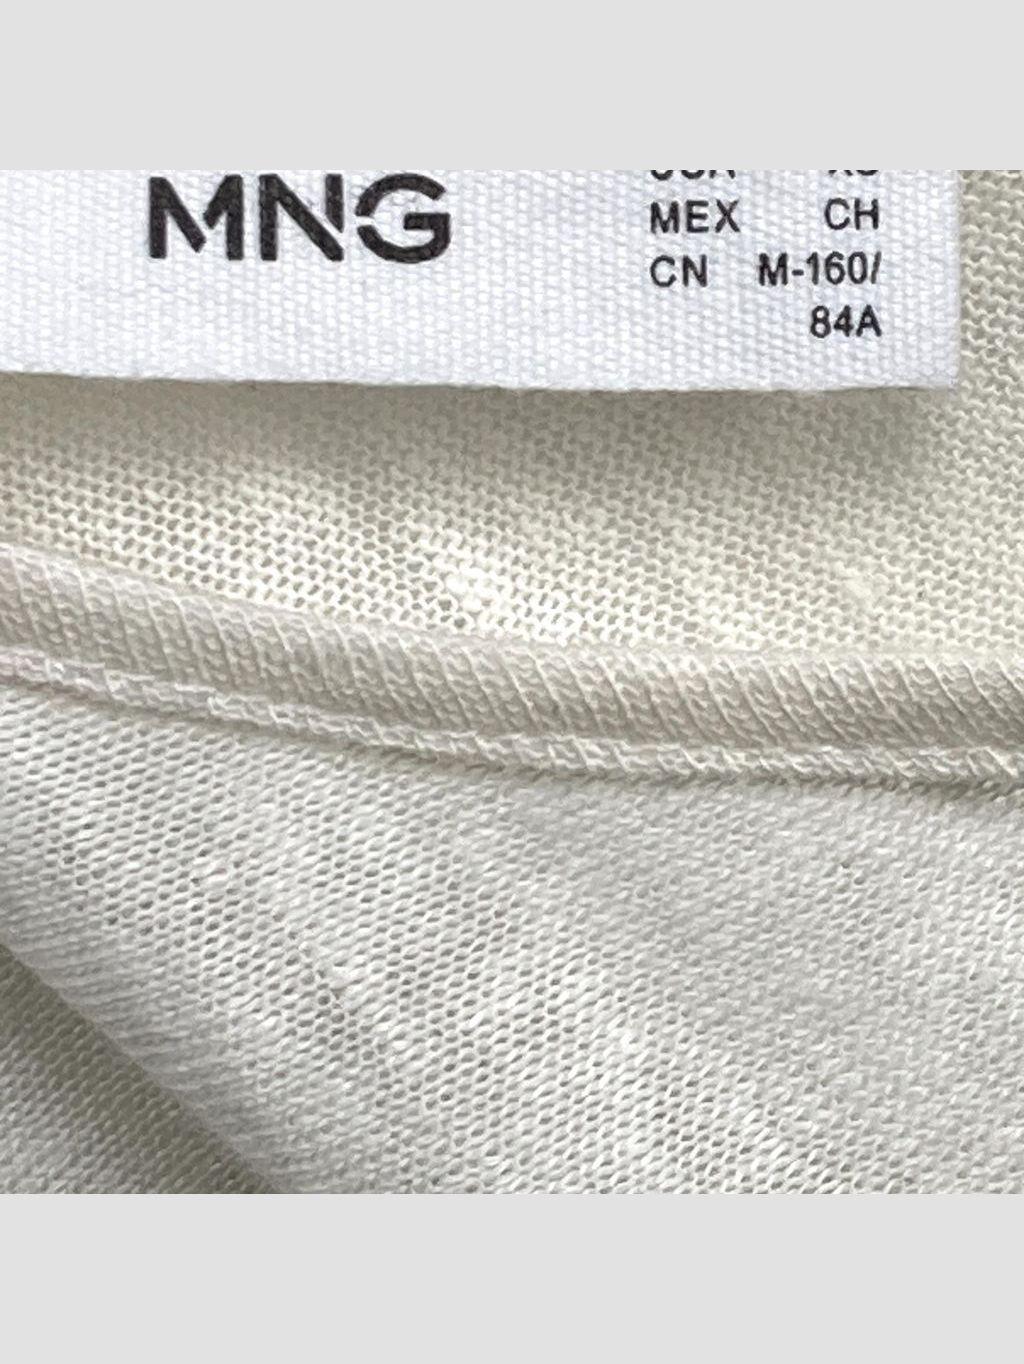 MNG
MEX CH
CN M-160/
84A